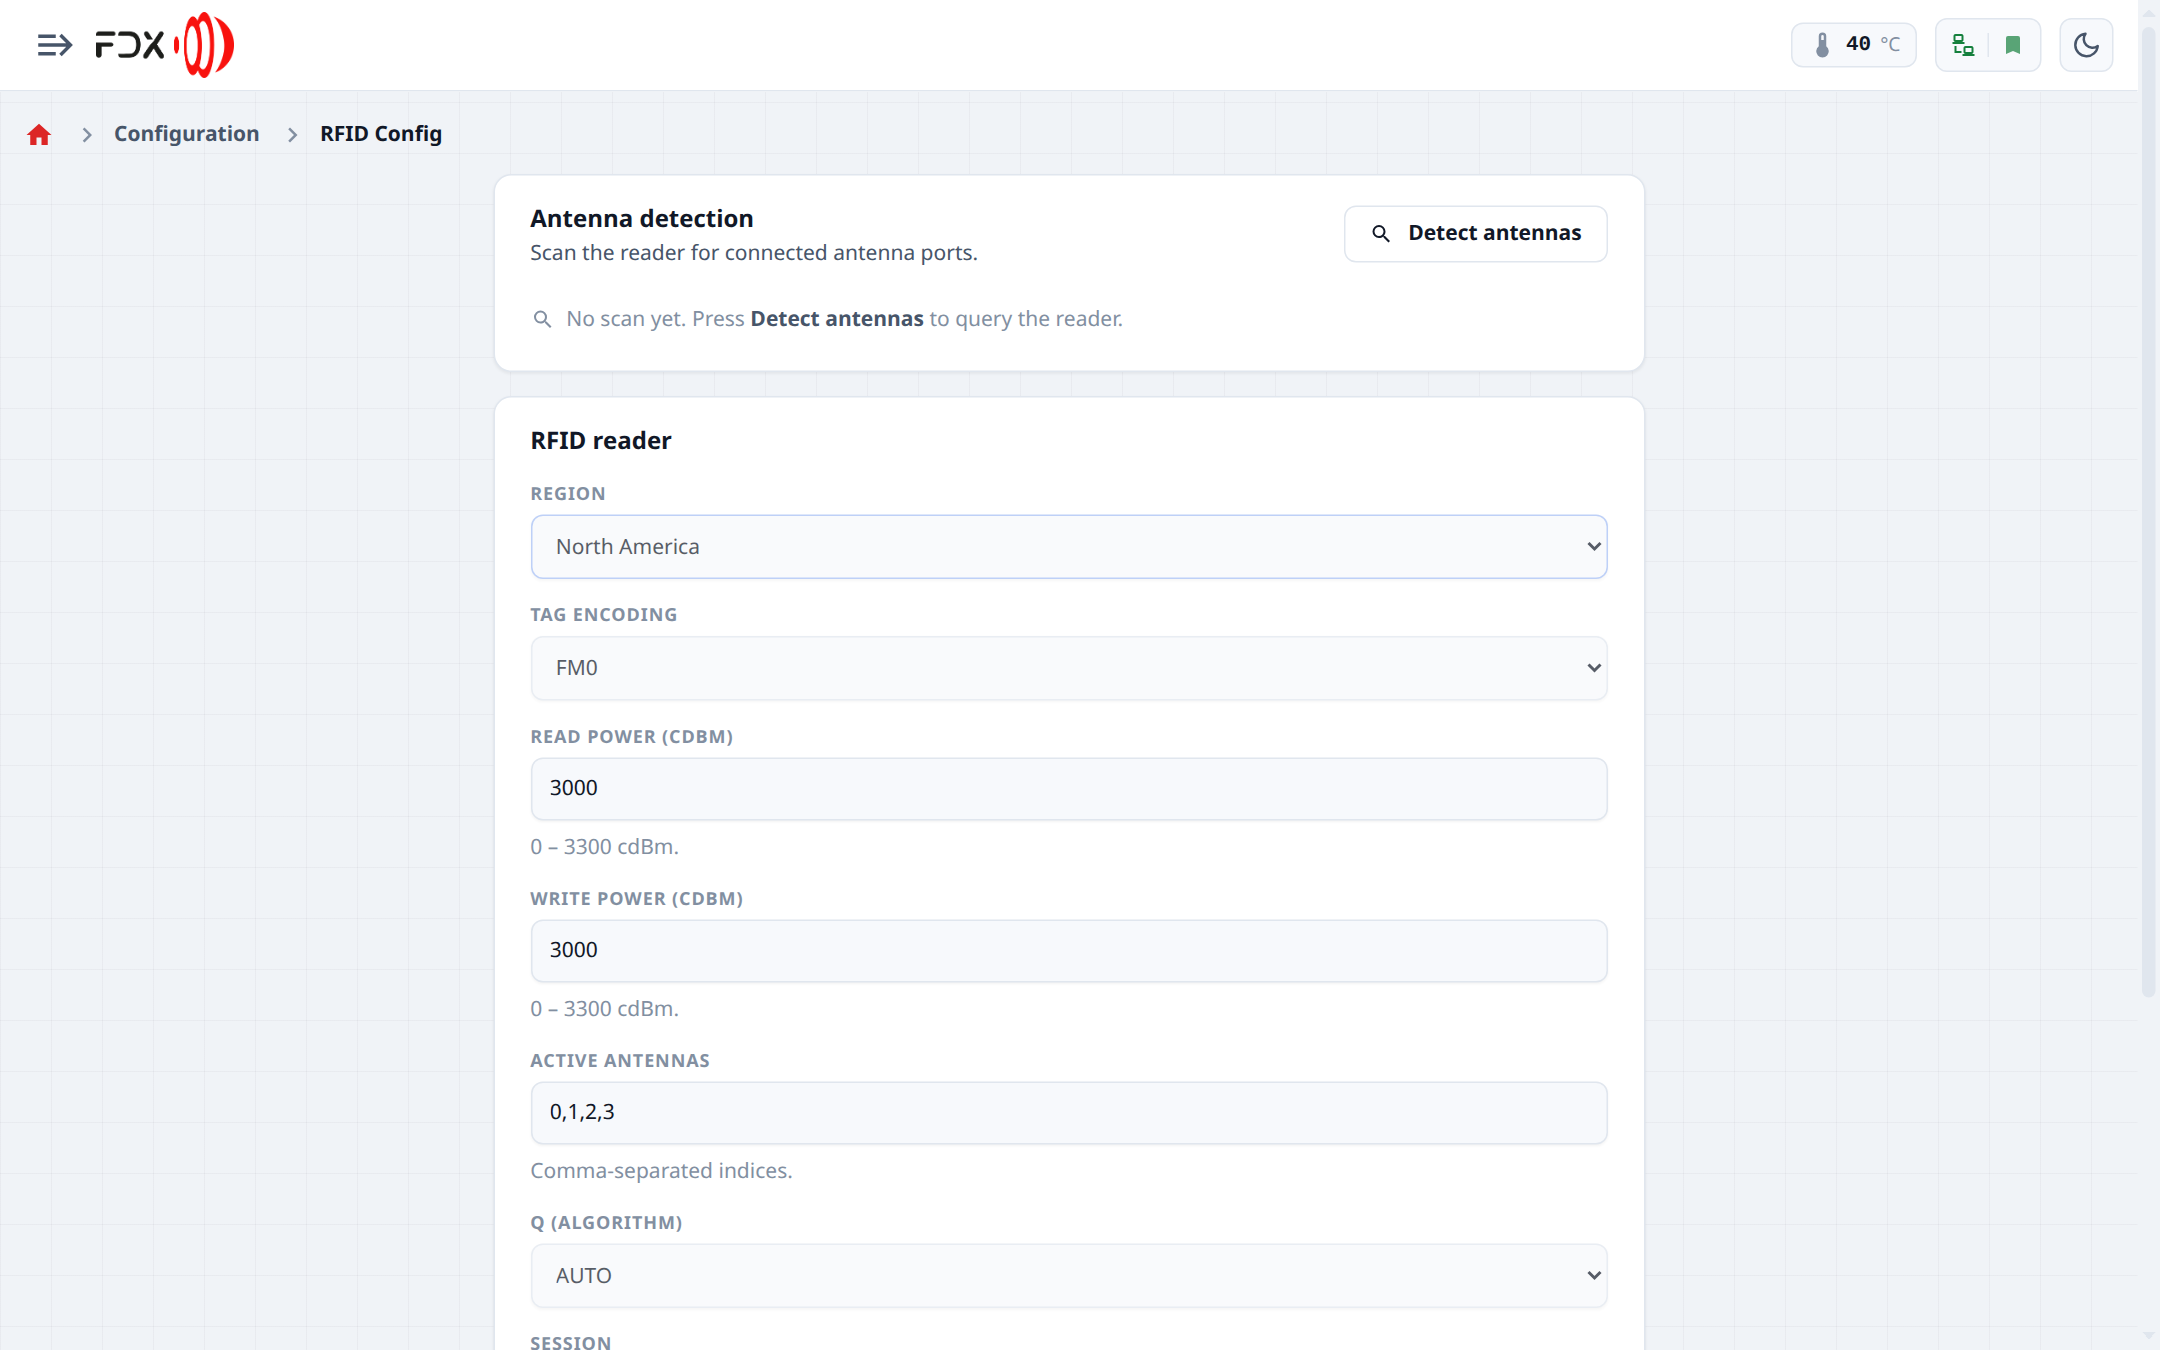 FDX
40 °C
Configuration
RFID Config
Antenna detection
Scan the reader for connected antenna ports.
Detect antennas
No scan yet. Press Detect antennas to query the reader.
RFID reader
REGION
North America
TAG ENCODING
FM0
READ POWER (CDBM)
3000
0 – 3300 cdBm.
WRITE POWER (CDBM)
3000
0 – 3300 cdBm.
ACTIVE ANTENNAS
0,1,2,3
Comma-separated indices.
Q (ALGORITHM)
AUTO
SESSION